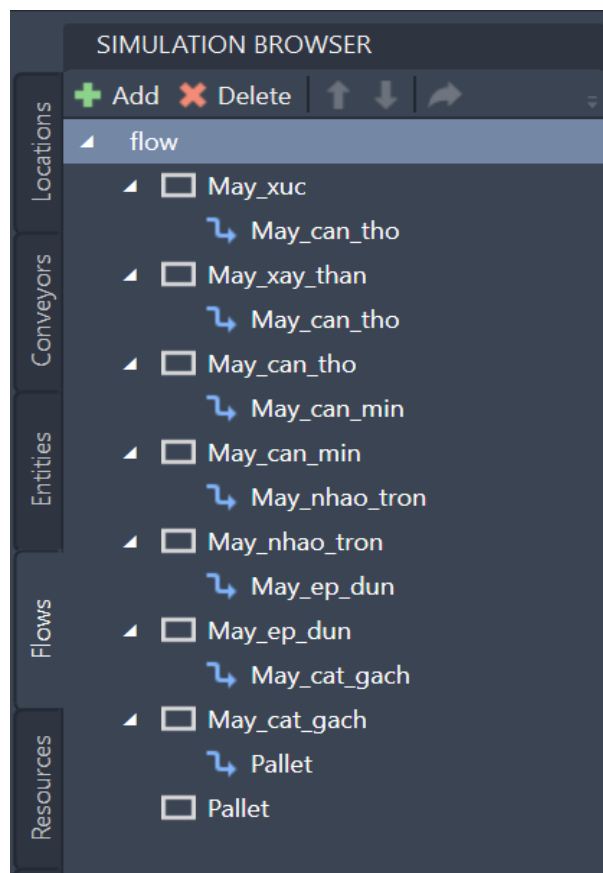 SIMULATION BROWSER
Add Delete
flow
May_xuc
May_can_tho
May_xay_than
May_can_tho
May_can_tho
May_can_min
May_can_min
May_nhao_tron
May_nhao_tron
May_ep_dun
May_ep_dun
May_cat_gach
May_cat_gach
Pallet
Pallet
Locations
Conveyors
Entities
Flows
Resources